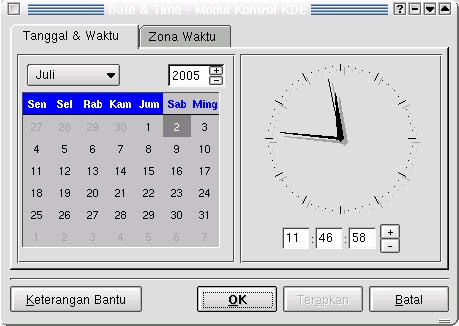 Date & Time - Modul Kontrol KDE
Tanggal & Waktu
Zona Waktu
Juli
2005
Sen Sel Rab Kam Jum Sab Ming
27 28 29 30 1 2 3
4 5 6 7 8 9 10
11 12 13 14 15 16 17
18 19 20 21 22 23 24
25 26 27 28 29 30 31
1 2 3 4 5 6 7
11 : 46 : 58
Keterangan Bantu
OK
Terapkan
Batal